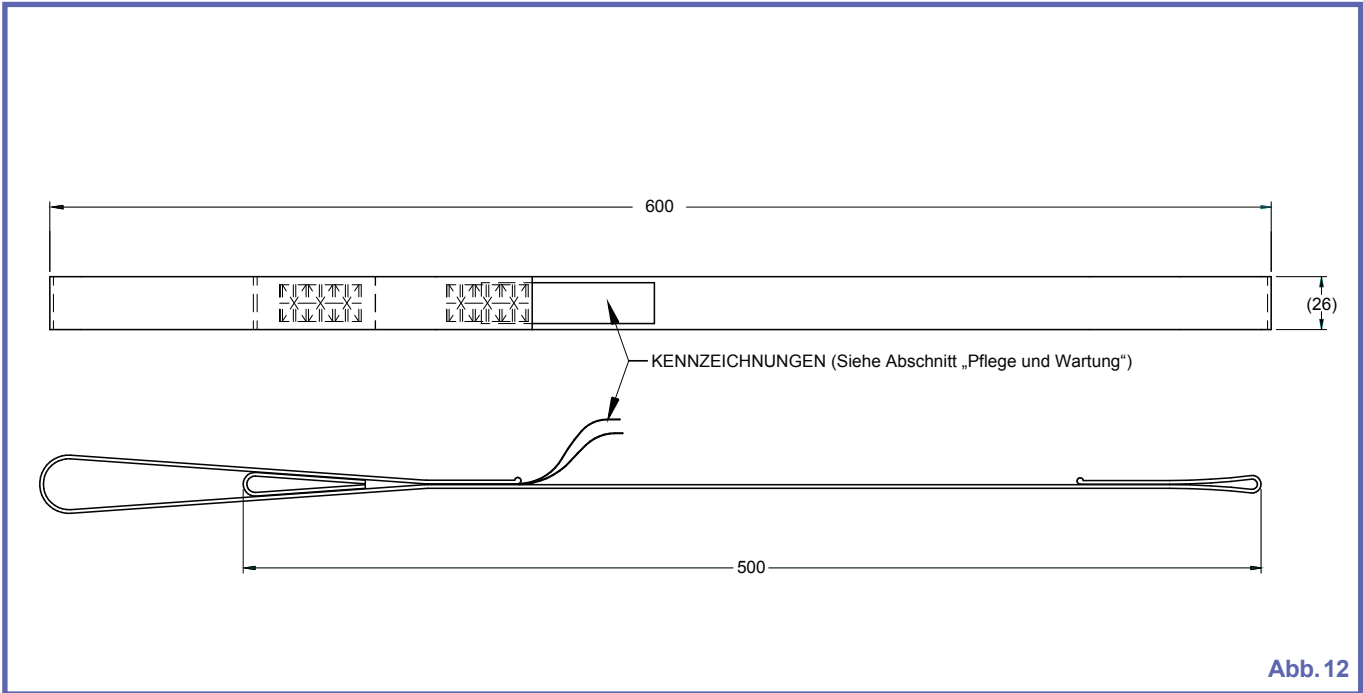 600
(26)
KENNZEICHNUNGEN (Siehe Abschnitt „Pflege und Wartung“)
500
Abb. 12